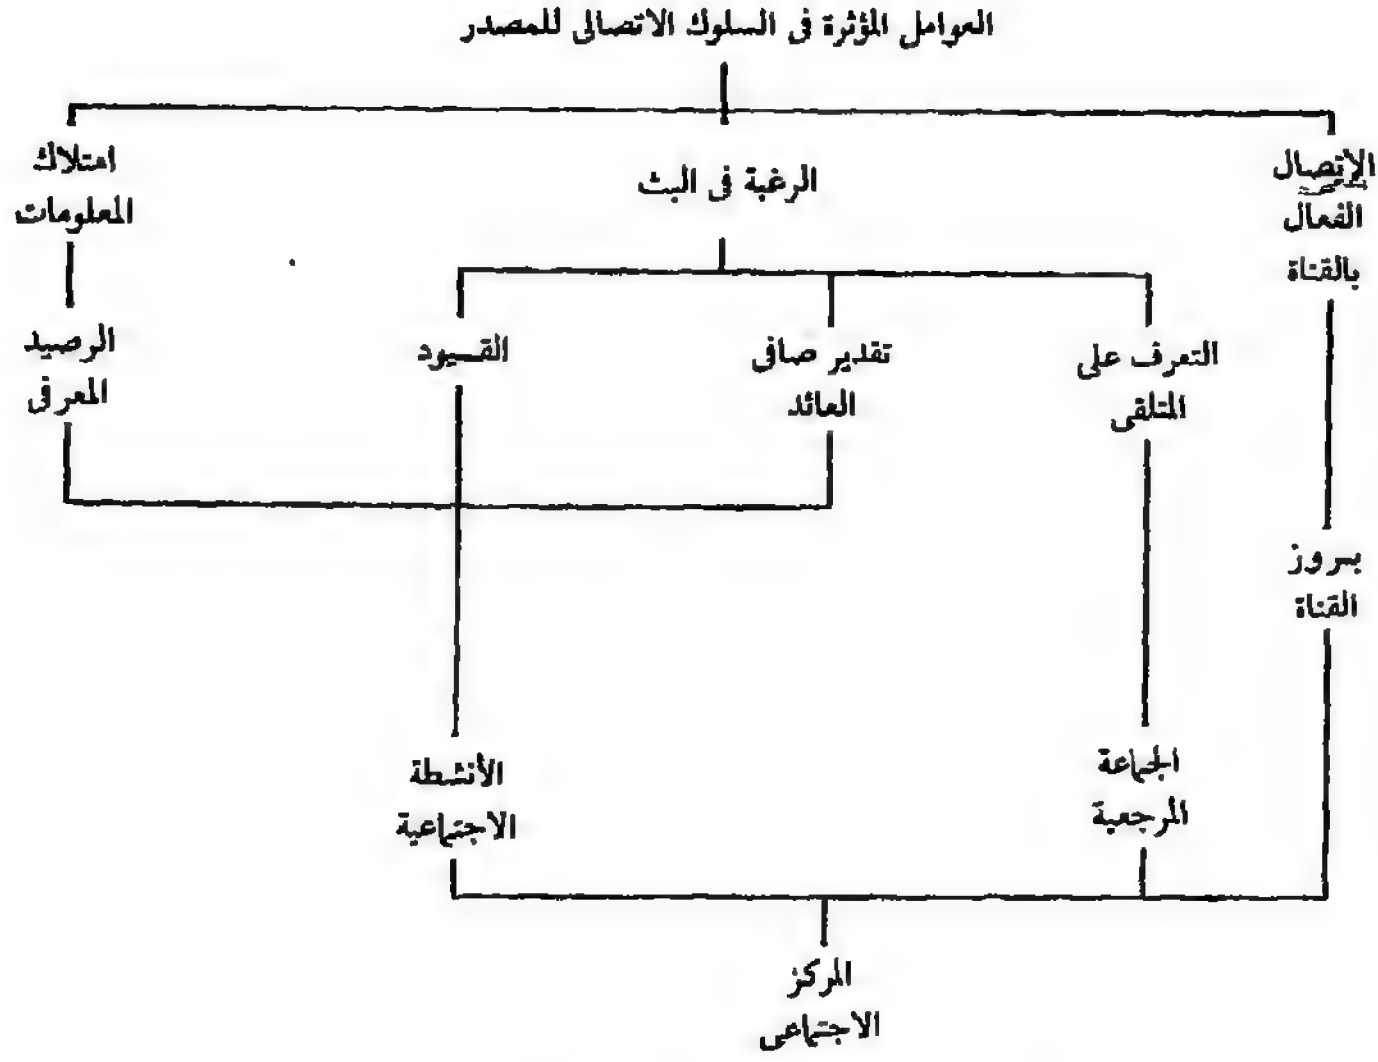 العوامل المؤثرة فى السلوك الاتصالى للمصدر
الإتصال
الفعال
بالقناة
الرغبة فى البث
امتلاك
المعلومات
التعرف على
المتلقى
تقدير صافى
العائد
القيود
الرصيد
المعرفى
بروز
القناة
الجماعة
المرجعية
الأنشطة
الاجتماعية
المركز
الاجتماعى